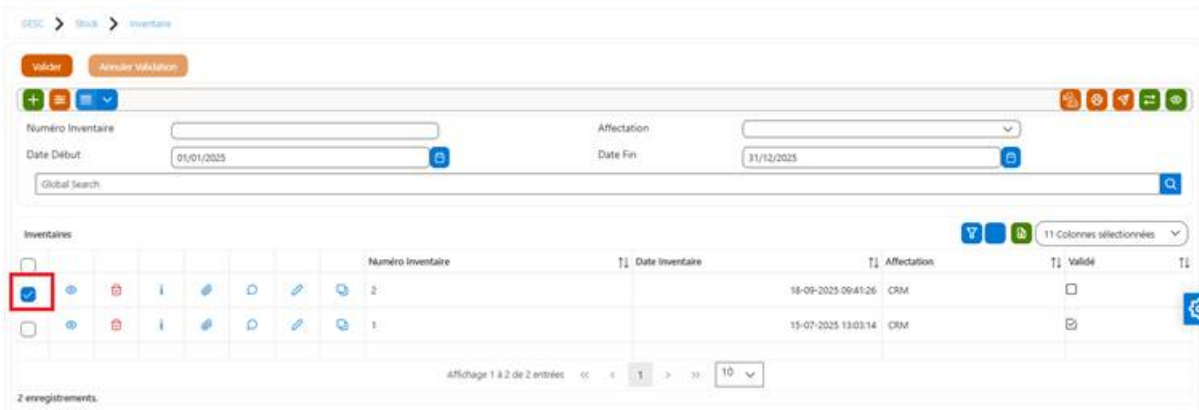 GESC > Stock > Inventaire
Valider Annuler Validation
Numéro Inventaire Affectation
Date Début 01/01/2025 Date Fin 31/12/2025
Global Search
Inventaires 11 Colonnes sélectionnées
Numéro Inventaire Date Inventaire Affectation Validé
2 18-09-2025 09:41:26 CRM
1 15-07-2025 13:03:14 CRM
Affichage 1 à 2 de 2 entrées << < 1 > >> 10
2 enregistrements.